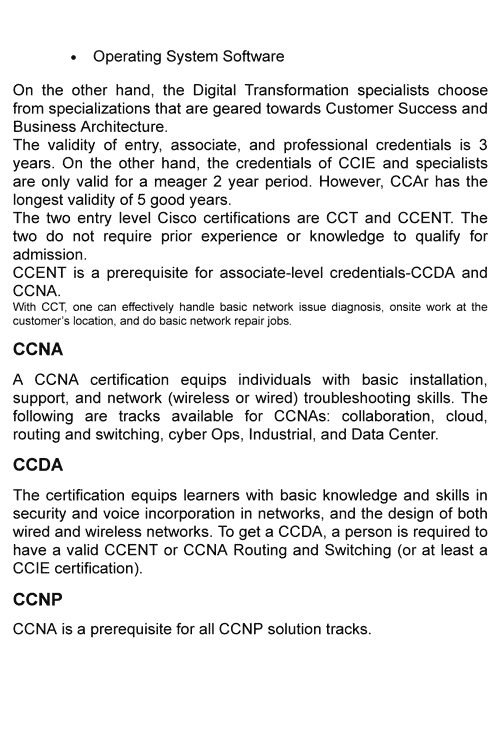 • Operating System Software
On the other hand, the Digital Transformation specialists choose
from specializations that are geared towards Customer Success and
Business Architecture.
The validity of entry, associate, and professional credentials is 3
years. On the other hand, the credentials of CCIE and specialists
are only valid for a meager 2 year period. However, CCAr has the
longest validity of 5 good years.
The two entry level Cisco certifications are CCT and CCENT. The
two do not require prior experience or knowledge to qualify for
admission.
CCENT is a prerequisite for associate-level credentials-CCDA and
CCNA.
With CCT, one can effectively handle basic network issue diagnosis, onsite work at the
customer's location, and do basic network repair jobs.
CCNA
A CCNA certification equips individuals with basic installation,
support, and network (wireless or wired) troubleshooting skills. The
following are tracks available for CCNAs: collaboration, cloud,
routing and switching, cyber Ops, Industrial, and Data Center.
CCDA
The certification equips learners with basic knowledge and skills in
security and voice incorporation in networks, and the design of both
wired and wireless networks. To get a CCDA, a person is required to
have a valid CCENT or CCNA Routing and Switching (or at least a
CCIE certification).
CCNP
CCNA is a prerequisite for all CCNP solution tracks.